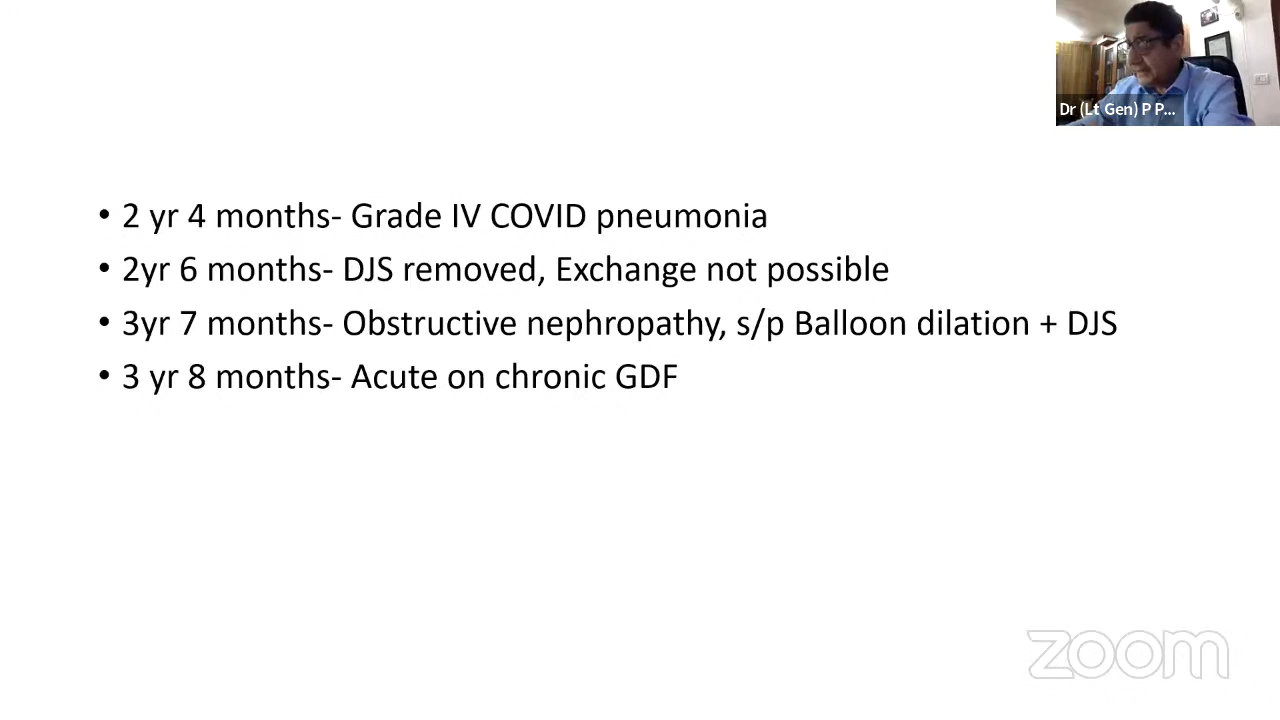 Dr (Lt Gen) P P...
• 2 yr 4 months- Grade IV COVID pneumonia
• 2yr 6 months- DJS removed, Exchange not possible
• 3yr 7 months- Obstructive nephropathy, s/p Balloon dilation + DJS
• 3 yr 8 months- Acute on chronic GDF
zoom